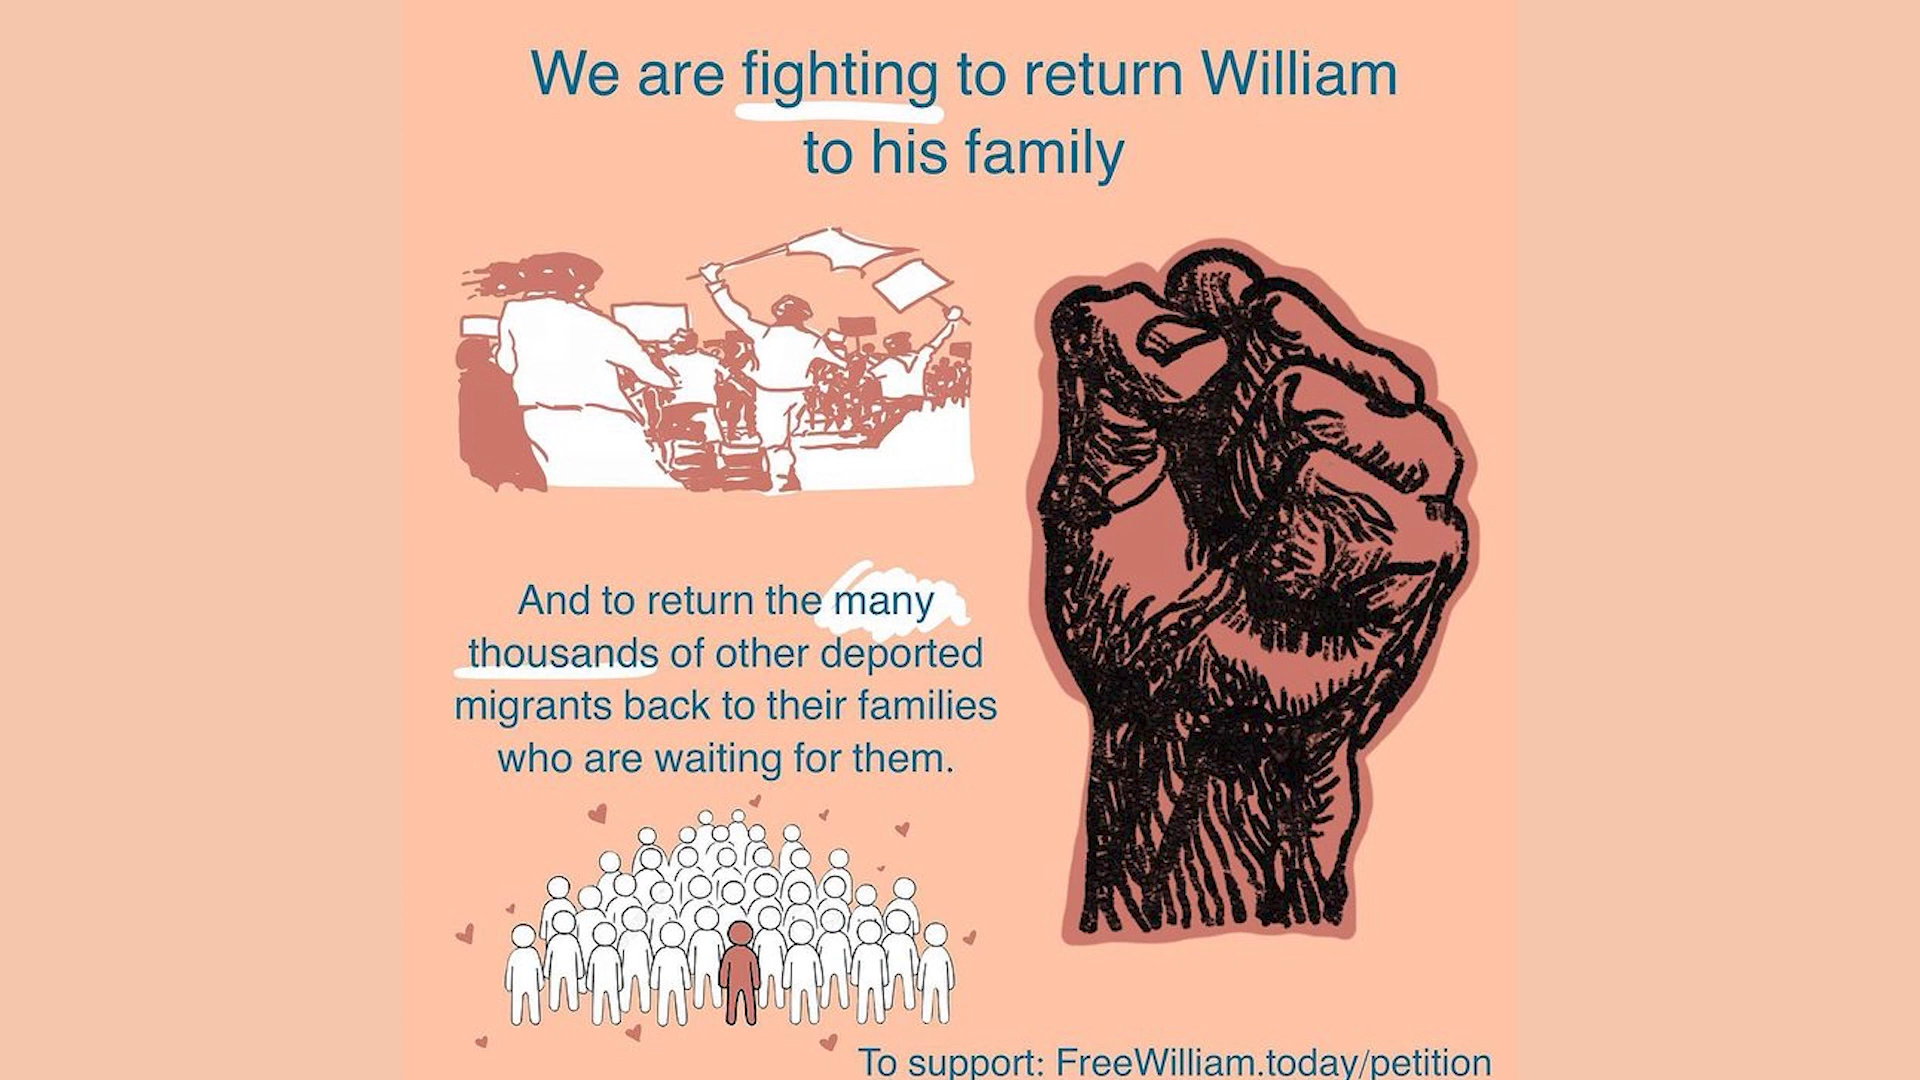 We are fighting to return William
to his family
And to return the many
thousands of other deported
migrants back to their families
who are waiting for them.
To support: FreeWilliam.today/petition